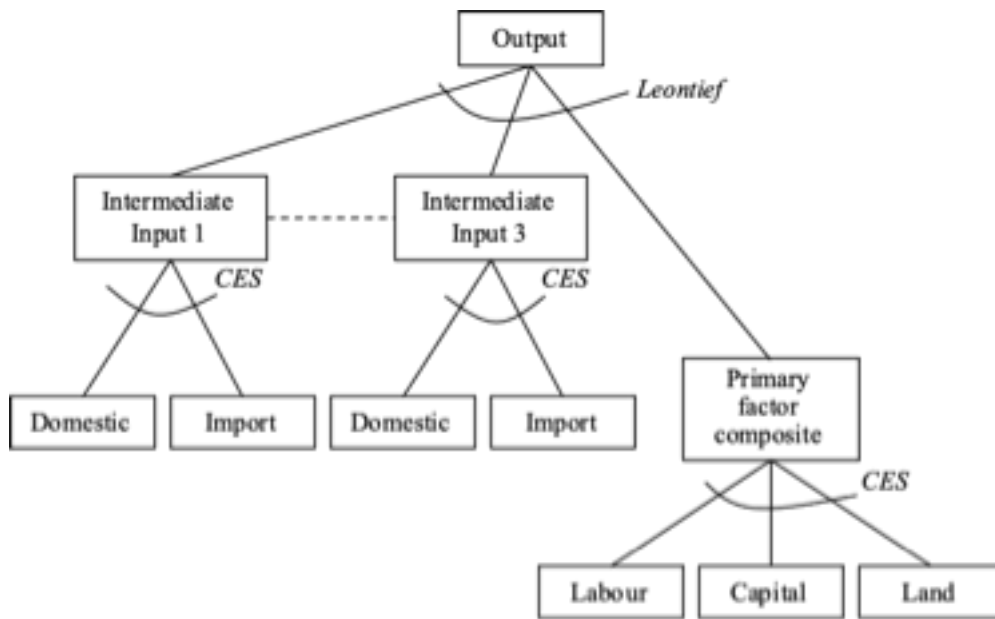 Output
Leontief
Intermediate
Input 1
Intermediate
Input 3
CES
CES
Domestic
Import
Domestic
Import
Primary
factor
composite
CES
Labour
Capital
Land